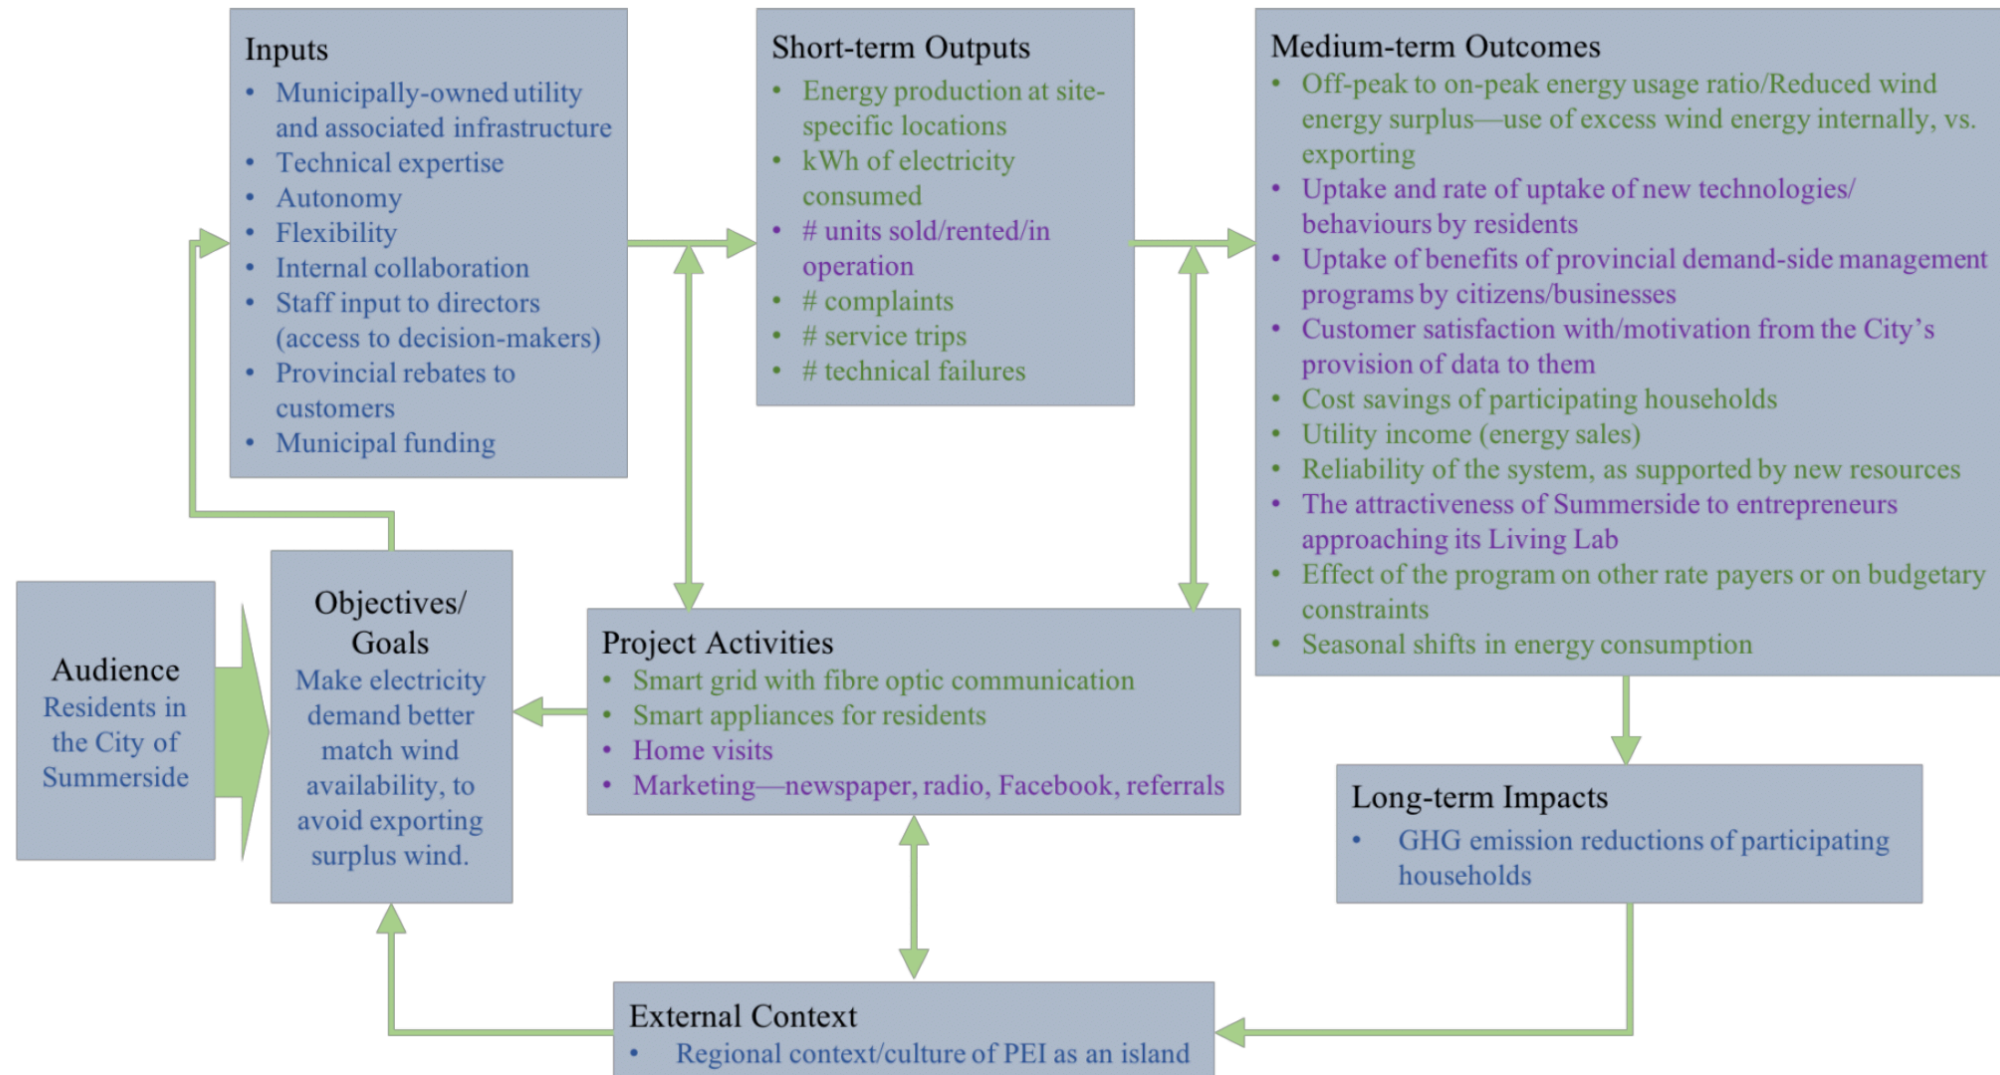 Inputs
• Municipally-owned utility
and associated infrastructure
• Technical expertise
• Autonomy
• Flexibility
• Internal collaboration
• Staff input to directors
(access to decision-makers)
• Provincial rebates to
customers
• Municipal funding
Short-term Outputs
• Energy production at site-
specific locations
• kWh of electricity
consumed
• # units sold/rented/in
operation
• # complaints
• # service trips
• # technical failures
Medium-term Outcomes
• Off-peak to on-peak energy usage ratio/Reduced wind
energy surplus—use of excess wind energy internally, vs.
exporting
• Uptake and rate of uptake of new technologies/
behaviours by residents
• Uptake of benefits of provincial demand-side management
programs by citizens/businesses
• Customer satisfaction with/motivation from the City’s
provision of data to them
• Cost savings of participating households
• Utility income (energy sales)
• Reliability of the system, as supported by new resources
• The attractiveness of Summerside to entrepreneurs
approaching its Living Lab
• Effect of the program on other rate payers or on budgetary
constraints
• Seasonal shifts in energy consumption
Audience
Residents in
the City of
Summerside
Objectives/
Goals
Make electricity
demand better
match wind
availability, to
avoid exporting
surplus wind.
Project Activities
• Smart grid with fibre optic communication
• Smart appliances for residents
• Home visits
• Marketing—newspaper, radio, Facebook, referrals
Long-term Impacts
• GHG emission reductions of participating
households
External Context
• Regional context/culture of PEI as an island